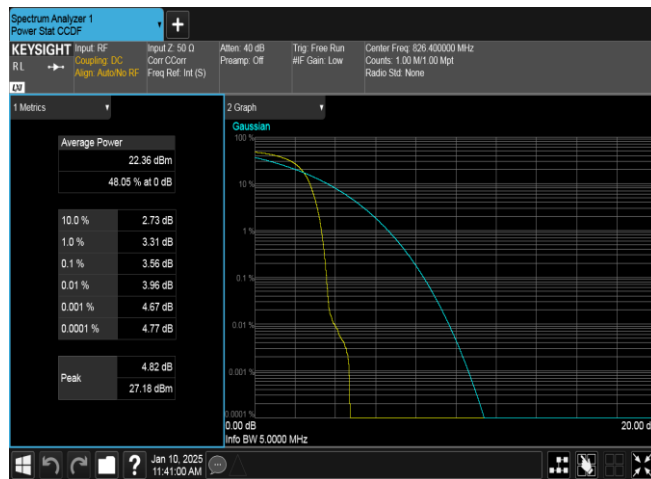 Spectrum Analyzer 1
Power Stat CCDF
+
KEYSIGHT
RL
LXI
Input: RF
Coupling: DC
Align: Auto/No RF
Input Z: 50 Ω
Corr CCorr
Freq Ref: Int (S)
Atten: 40 dB
Preamp: Off
Trig: Free Run
#IF Gain: Low
Center Freq: 826.400000 MHz
Counts: 1.00 M/1.00 Mpt
Radio Std: None
1 Metrics
Average Power
22.36 dBm
48.05 % at 0 dB
10.0 % 2.73 dB
1.0 % 3.31 dB
0.1 % 3.56 dB
0.01 % 3.96 dB
0.001 % 4.67 dB
0.0001 % 4.77 dB
Peak
4.82 dB
27.18 dBm
2 Graph
Gaussian
100 %
10 %
1 %
0.1 %
0.01 %
0.001 %
0.0001 %
0.00 dB
20.00 d
Info BW 5.0000 MHz
?
Jan 10, 2025
11:41:00 AM